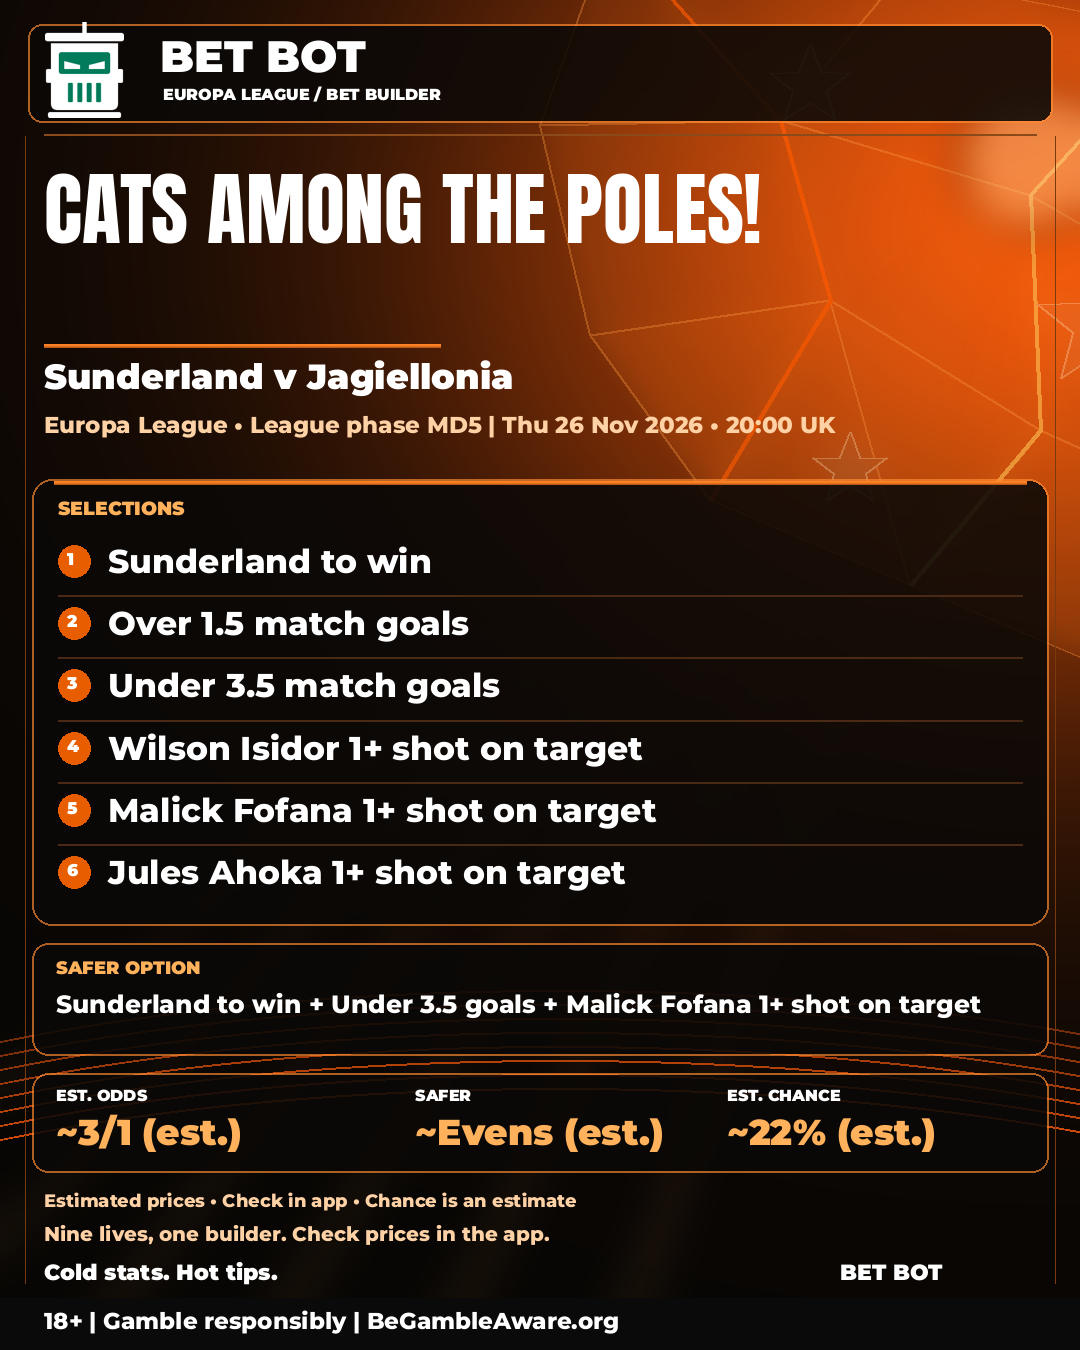 BET BOT
EUROPA LEAGUE / BET BUILDER
CATS AMONG THE POLES!
Sunderland v Jagiellonia
Europa League • League phase MD5 | Thu 26 Nov 2026 • 20:00 UK
SELECTIONS
1 Sunderland to win
2 Over 1.5 match goals
3 Under 3.5 match goals
4 Wilson Isidor 1+ shot on target
5 Malick Fofana 1+ shot on target
6 Jules Ahoka 1+ shot on target
SAFER OPTION
Sunderland to win + Under 3.5 goals + Malick Fofana 1+ shot on target
EST. ODDS SAFER EST. CHANCE
~3/1 (est.) ~Evens (est.) ~22% (est.)
Estimated prices • Check in app • Chance is an estimate
Nine lives, one builder. Check prices in the app.
Cold stats. Hot tips. BET BOT
18+ | Gamble responsibly | BeGambleAware.org